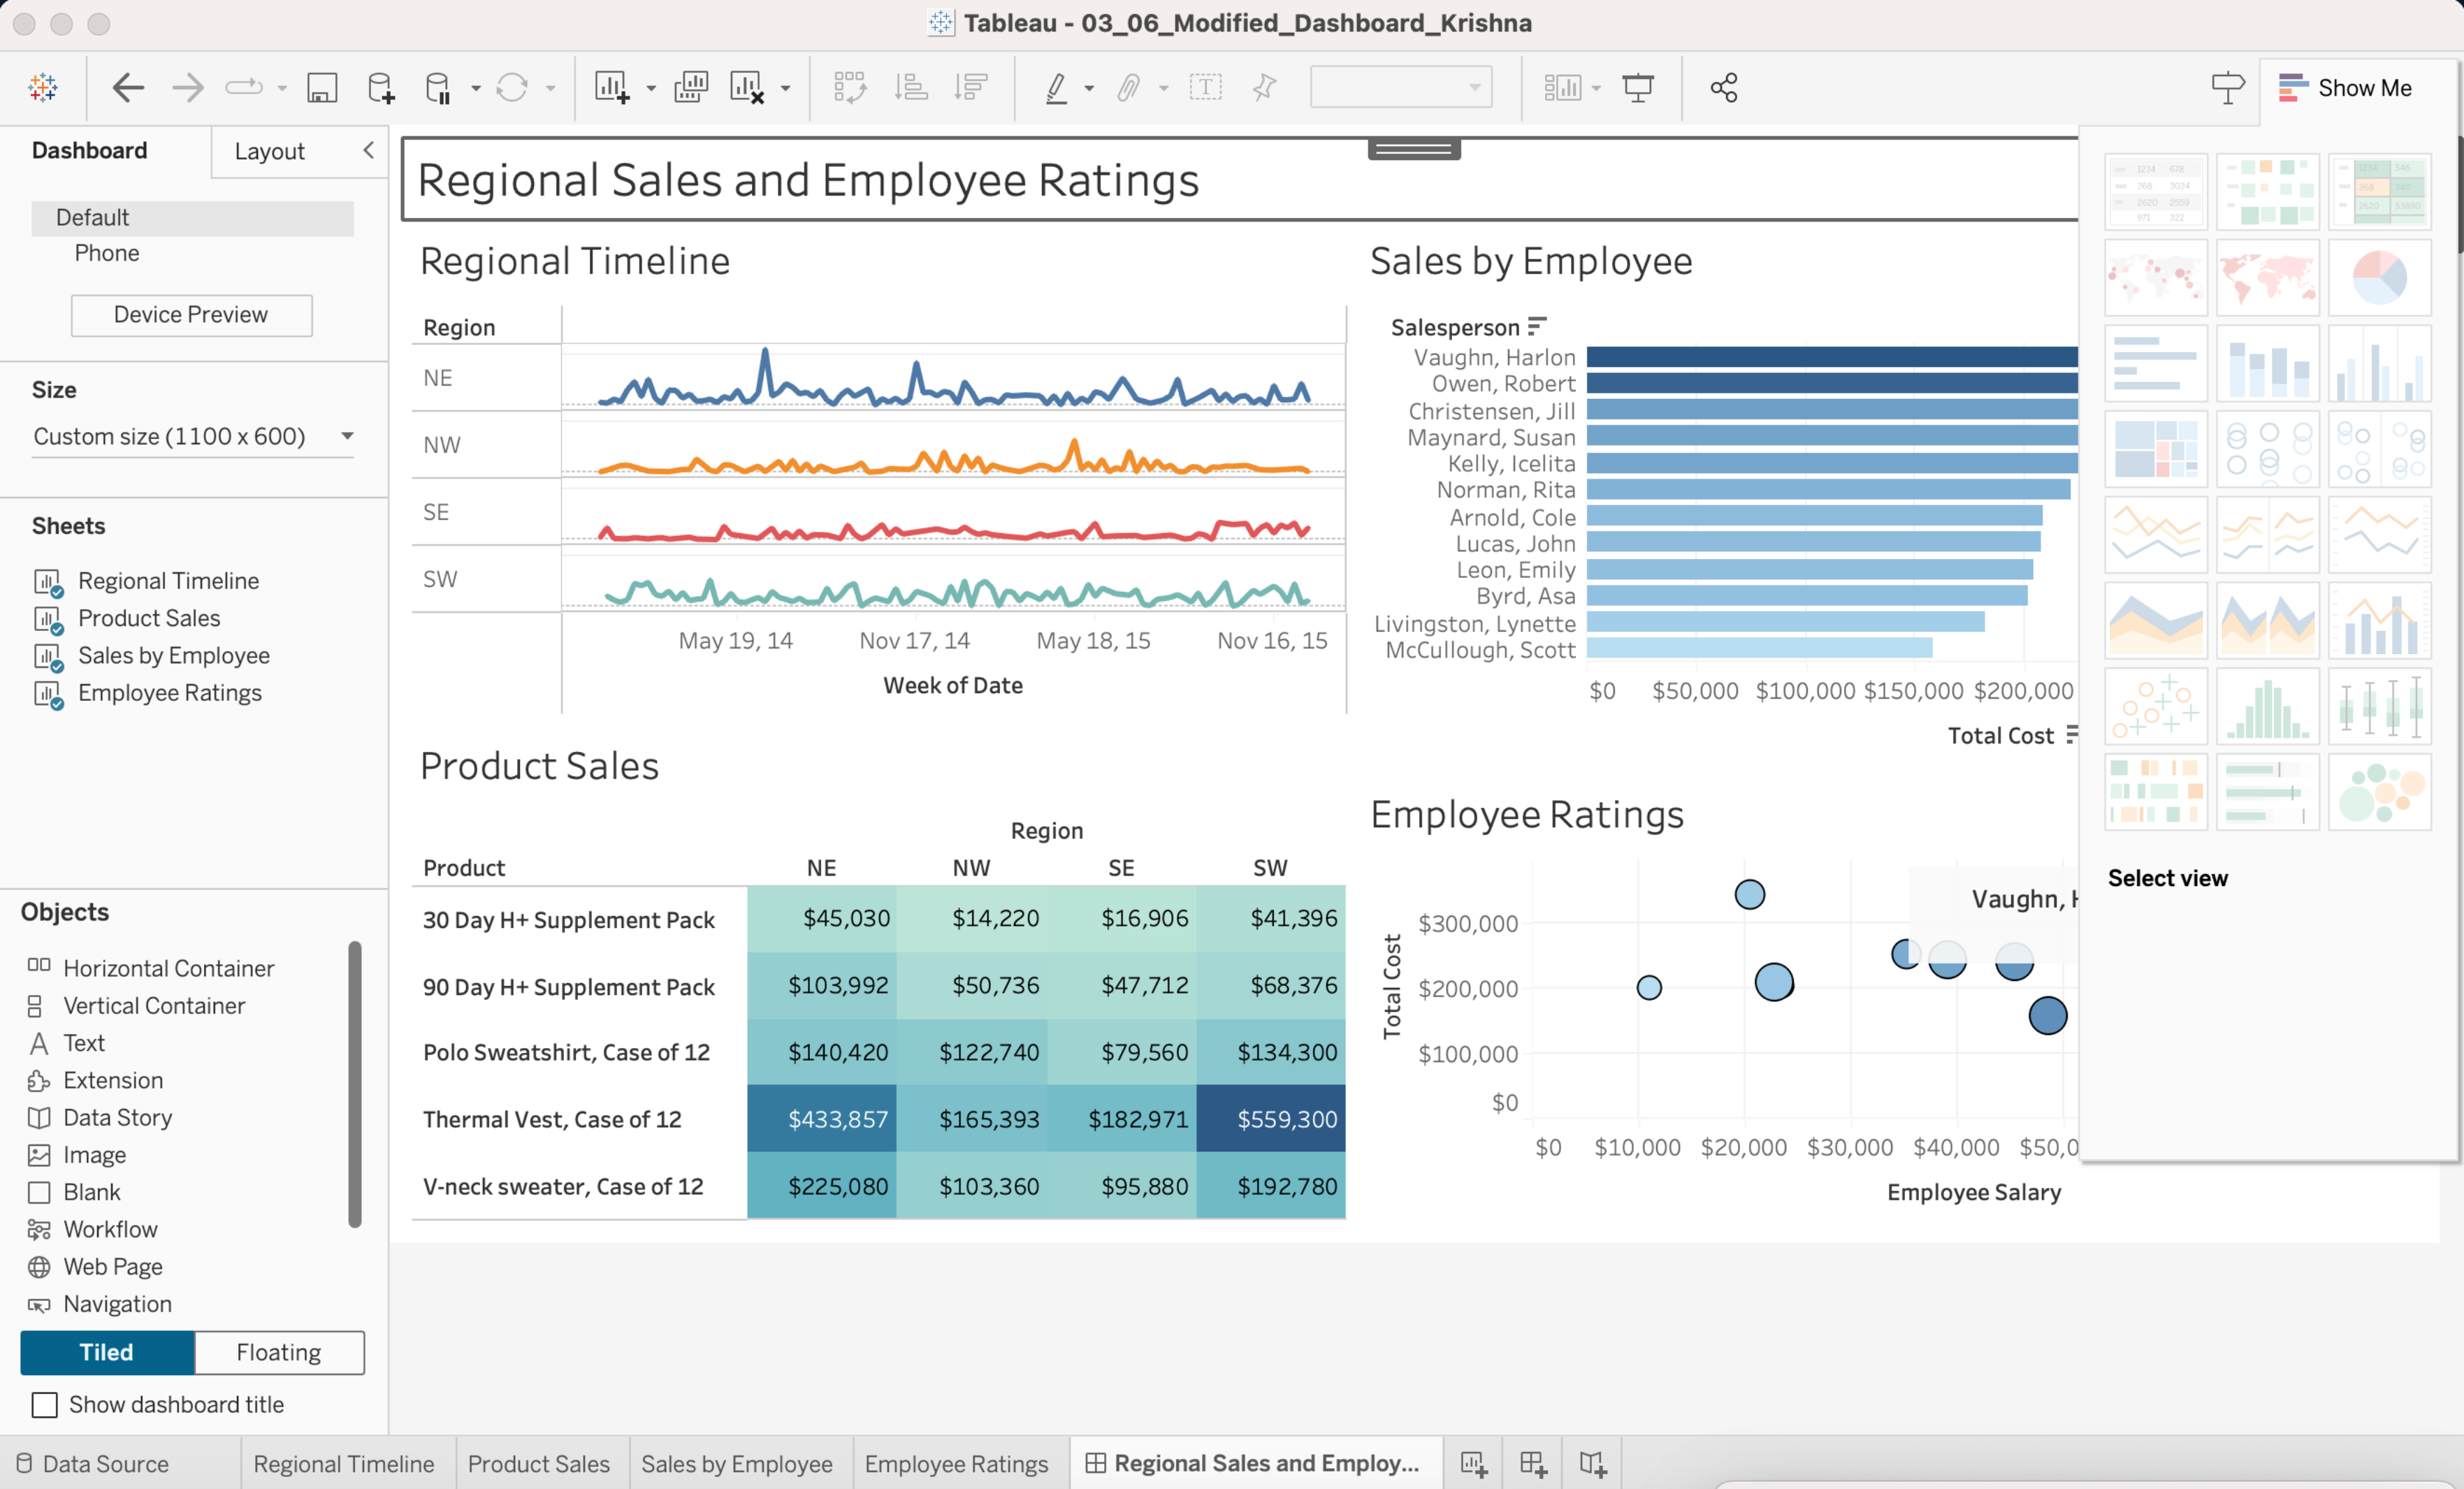 Tableau - 03_06_Modified_Dashboard_Krishna
Show Me
Dashboard
Layout
Default
Phone
Device Preview
Size
Custom size (1100 x 600)
Sheets
Regional Timeline
Product Sales
Sales by Employee
Employee Ratings
Objects
Horizontal Container
Vertical Container
Text
Extension
Data Story
Image
Blank
Workflow
Web Page
Navigation
Tiled
Floating
Show dashboard title
Regional Sales and Employee Ratings
Regional Timeline
Region
NE
NW
SE
SW
May 19, 14 Nov 17, 14 May 18, 15 Nov 16, 15
Week of Date
Sales by Employee
Salesperson
Vaughn, Harlon
Owen, Robert
Christensen, Jill
Maynard, Susan
Kelly, Icelita
Norman, Rita
Arnold, Cole
Lucas, John
Leon, Emily
Byrd, Asa
Livingston, Lynette
McCullough, Scott
$0 $50,000 $100,000 $150,000 $200,000
Total Cost
Product Sales
Region
Product NE NW SE SW
30 Day H+ Supplement Pack $45,030 $14,220 $16,906 $41,396
90 Day H+ Supplement Pack $103,992 $50,736 $47,712 $68,376
Polo Sweatshirt, Case of 12 $140,420 $122,740 $79,560 $134,300
Thermal Vest, Case of 12 $433,857 $165,393 $182,971 $559,300
V-neck sweater, Case of 12 $225,080 $103,360 $95,880 $192,780
Employee Ratings
Vaughn, H
Total Cost
$300,000
$200,000
$100,000
$0
$0 $10,000 $20,000 $30,000 $40,000 $50,0
Employee Salary
Select view
Data Source
Regional Timeline
Product Sales
Sales by Employee
Employee Ratings
Regional Sales and Employ...